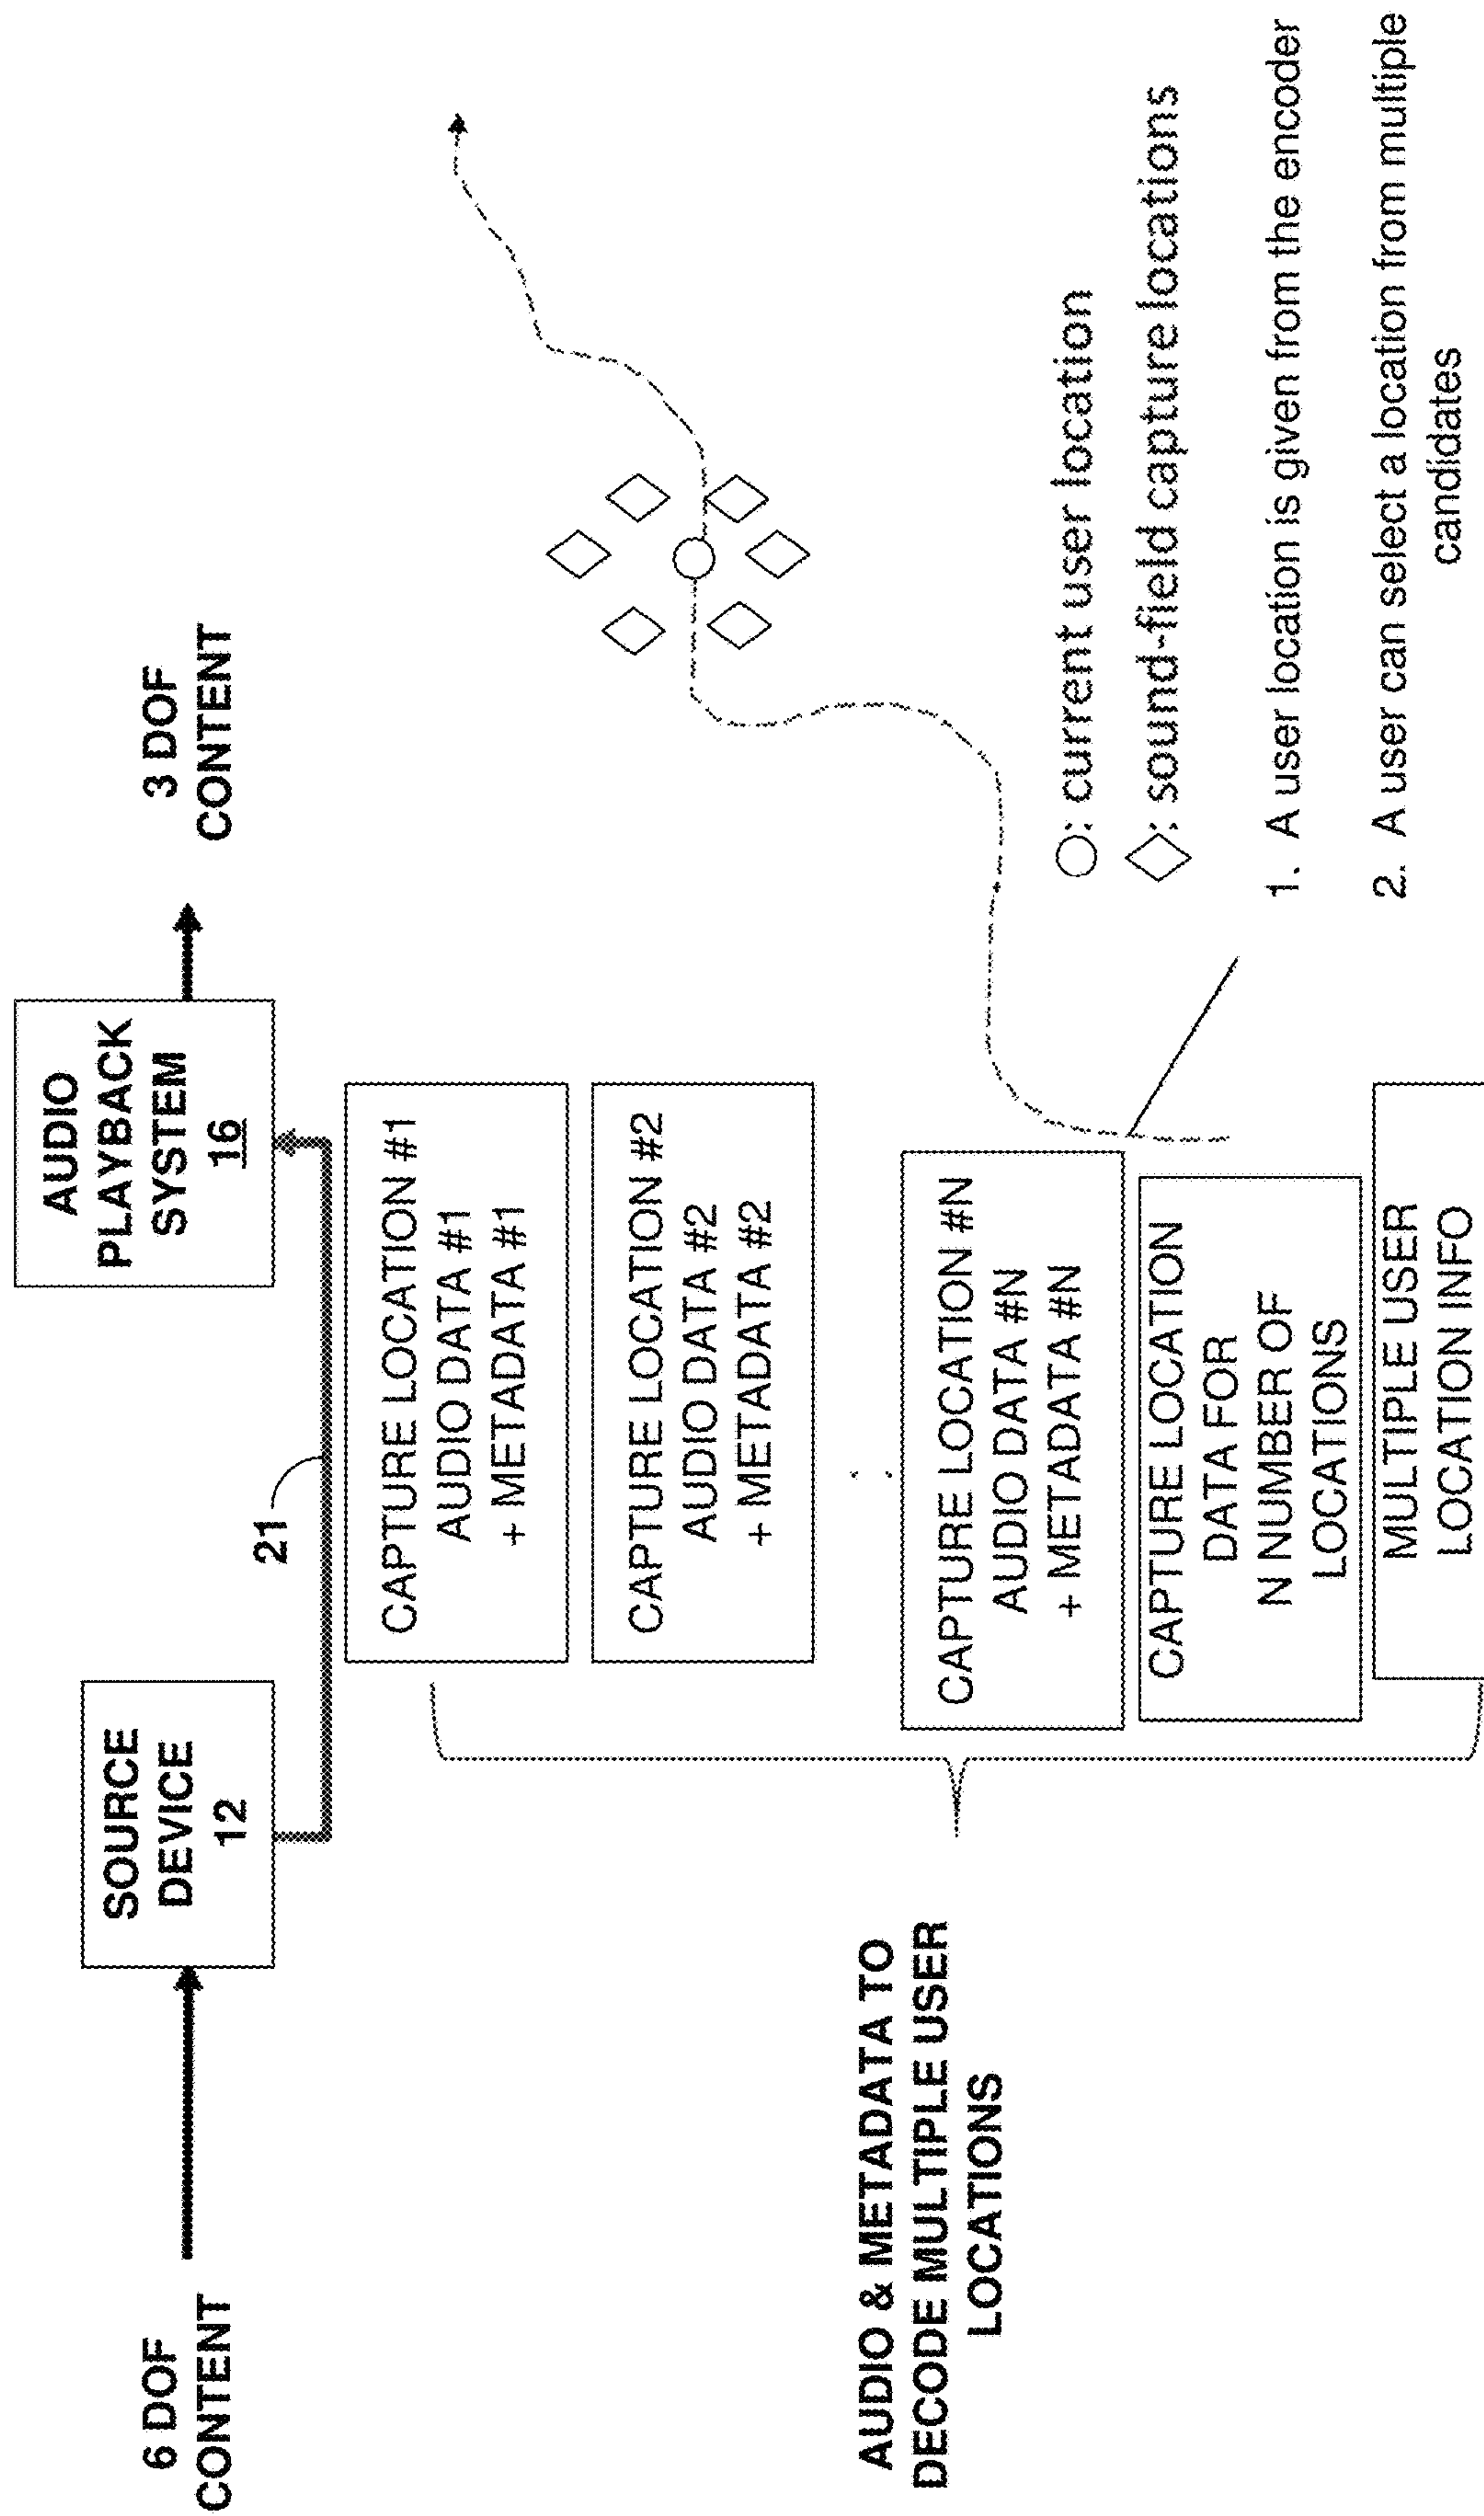 6 DOF
CONTENT
SOURCE
DEVICE
12
21
AUDIO
PLAYBACK
SYSTEM
16
3 DOF
CONTENT
AUDIO & METADATA TO
DECODE MULTIPLE USER
LOCATIONS
CAPTURE LOCATION #1
AUDIO DATA #1
+ METADATA #1
CAPTURE LOCATION #2
AUDIO DATA #2
+ METADATA #2
CAPTURE LOCATION #N
AUDIO DATA #N
+ METADATA #N
CAPTURE LOCATION
DATA FOR
N NUMBER OF
LOCATIONS
MULTIPLE USER
LOCATION INFO
: current user location
: sound-field capture locations
1. A user location is given from the encoder
2. A user can select a location from multiple
candidates